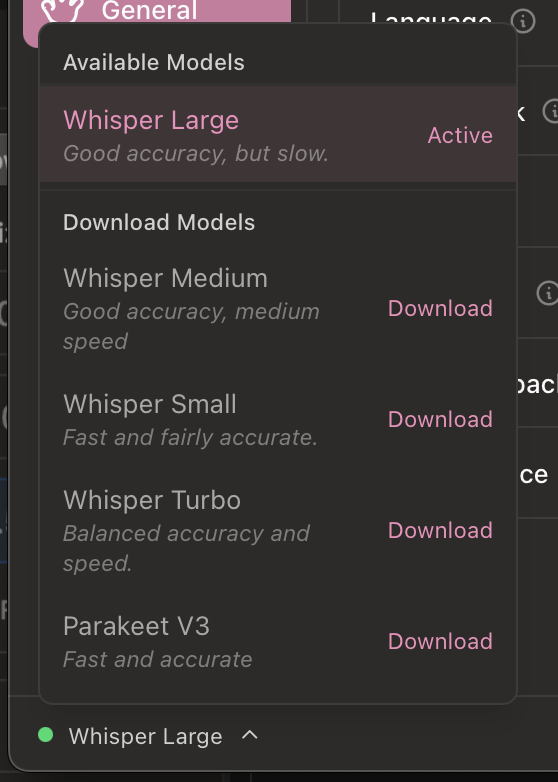 General
Language
Available Models
Whisper Large
Good accuracy, but slow.
Active
Download Models
Whisper Medium
Good accuracy, medium
speed
Download
Whisper Small
Fast and fairly accurate.
Download
Whisper Turbo
Balanced accuracy and
speed.
Download
Parakeet V3
Fast and accurate
Download
Whisper Large